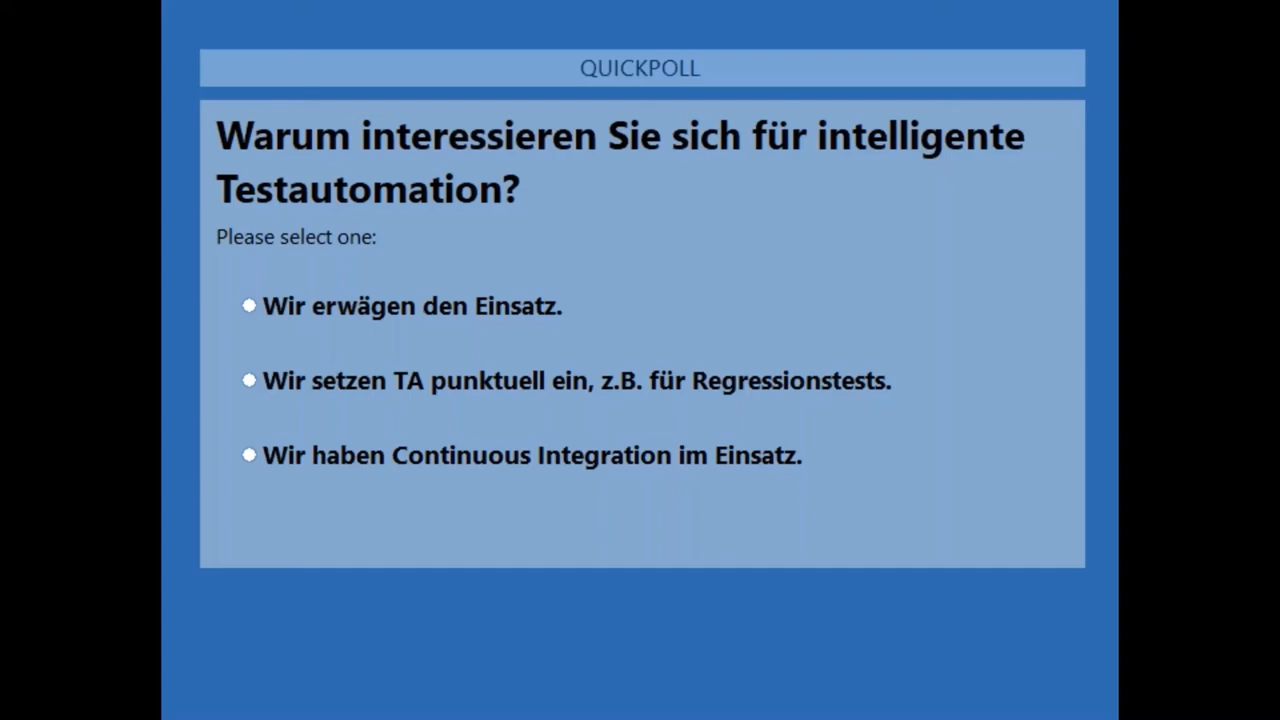 QUICKPOLL
Warum interessieren Sie sich für intelligente
Testautomation?
Please select one:
Wir erwägen den Einsatz.
Wir setzen TA punktuell ein, z.B. für Regressionstests.
Wir haben Continuous Integration im Einsatz.